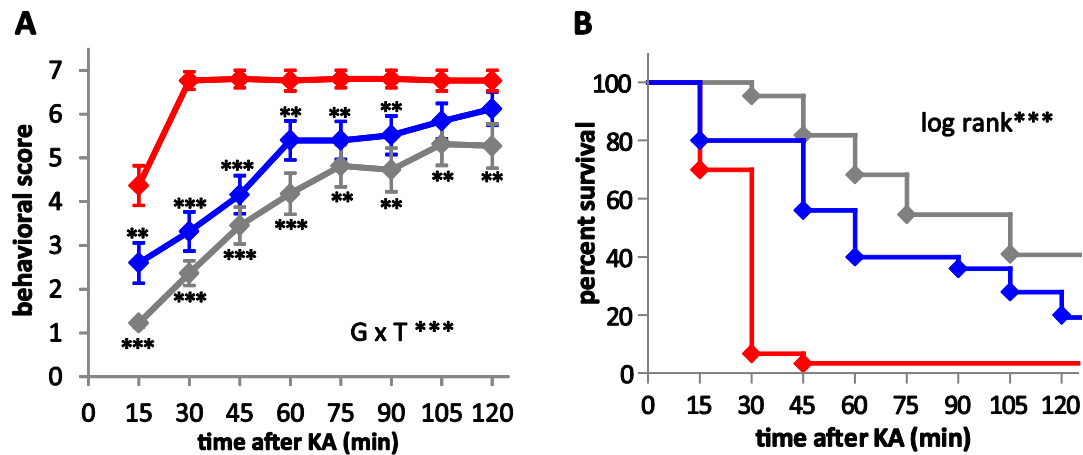 A
behavioral score
7
6
5
4
3
2
1
0
** *** *** ** ** **
*** *** *** *** ** ** ** **
G x T ***
0 15 30 45 60 75 90 105 120
time after KA (min)
B
percent survival
100
80
60
40
20
0
log rank***
0 15 30 45 60 75 90 105 120
time after KA (min)